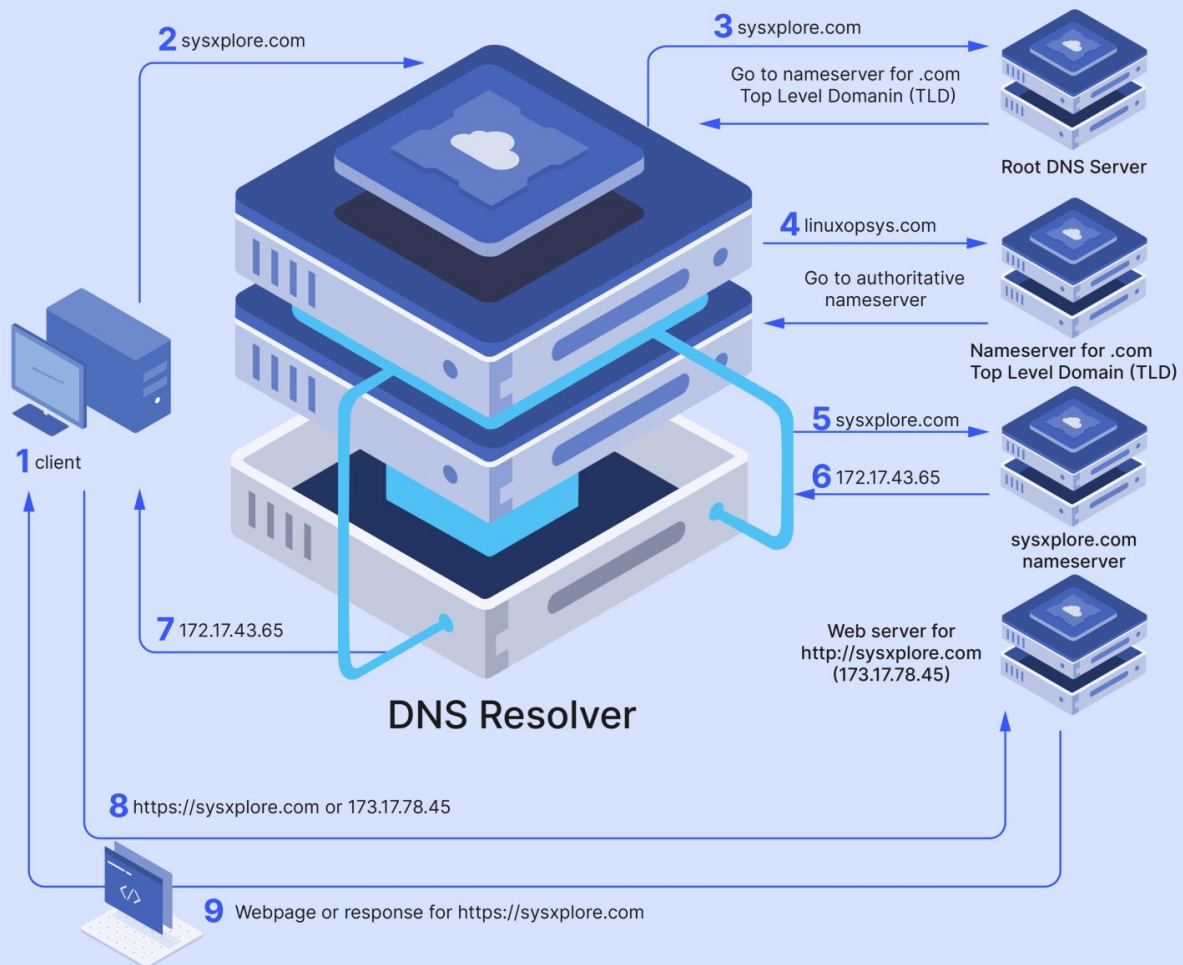 2 sysxplore.com
3 sysxplore.com
Go to nameserver for .com
Top Level Domanin (TLD)
Root DNS Server
4 linuxopsys.com
Go to authoritative
nameserver
Nameserver for .com
Top Level Domain (TLD)
1 client
5 sysxplore.com
6 172.17.43.65
sysxplore.com
nameserver
7 172.17.43.65
Web server for
http://sysxplore.com
(173.17.78.45)
DNS Resolver
8 https://sysxplore.com or 173.17.78.45
</>
9 Webpage or response for https://sysxplore.com